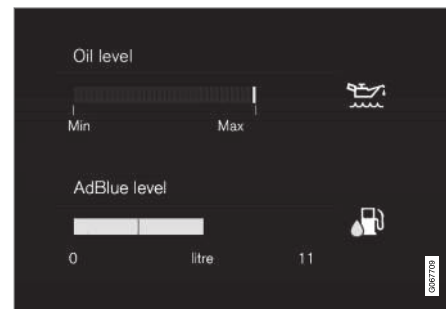 Oil level
Min Max
AdBlue level
0 litre 11
G067709